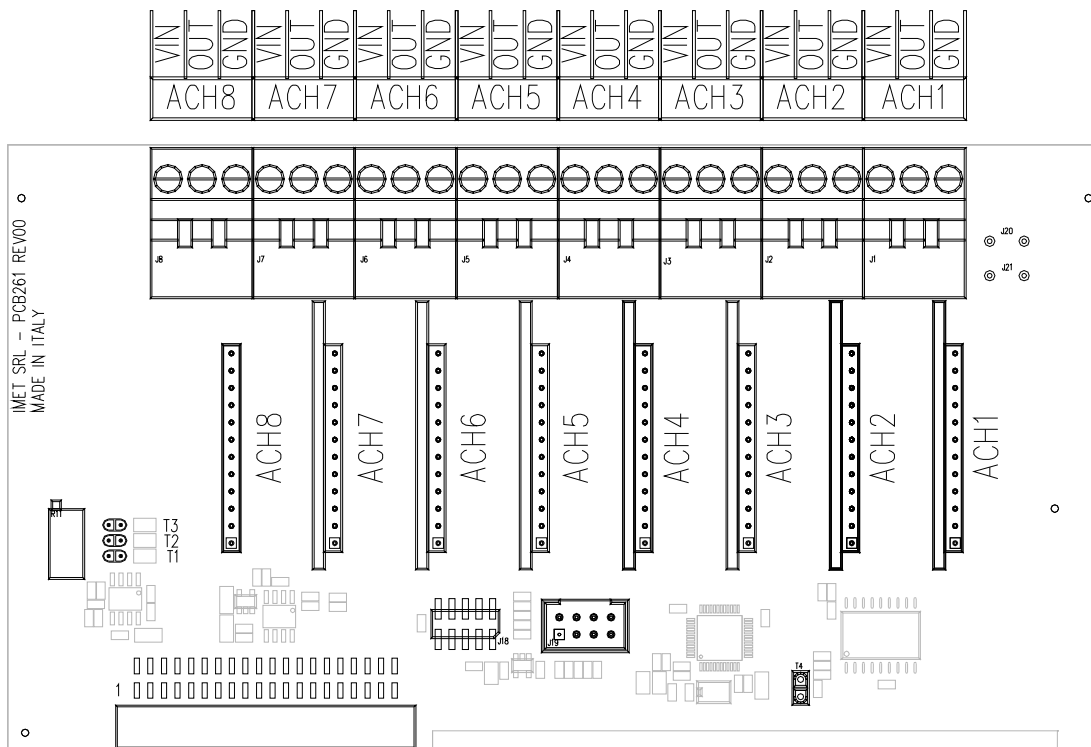 VIN OUT GND VIN OUT GND VIN OUT GND VIN OUT GND VIN OUT GND VIN OUT GND VIN OUT GND VIN OUT GND
ACH8 ACH7 ACH6 ACH5 ACH4 ACH3 ACH2 ACH1
J8 J7 J6 J5 J4 J3 J2 J1
J20
J21
IMET SRL - PCB261 REV00
MADE IN ITALY
ACH8 ACH7 ACH6 ACH5 ACH4 ACH3 ACH2 ACH1
R11
T3
T2
T1
J18
J19
T4
1